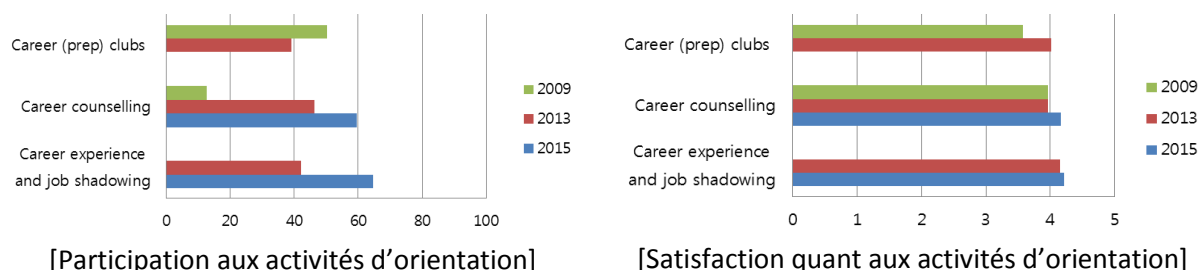 Career (prep) clubs
Career counselling
Career experience
and job shadowing
0 20 40 60 80 100
2009
2013
2015
[Participation aux activités d'orientation]
Career (prep) clubs
Career counselling
Career experience
and job shadowing
0 1 2 3 4 5
2009
2013
2015
[Satisfaction quant aux activités d'orientation]